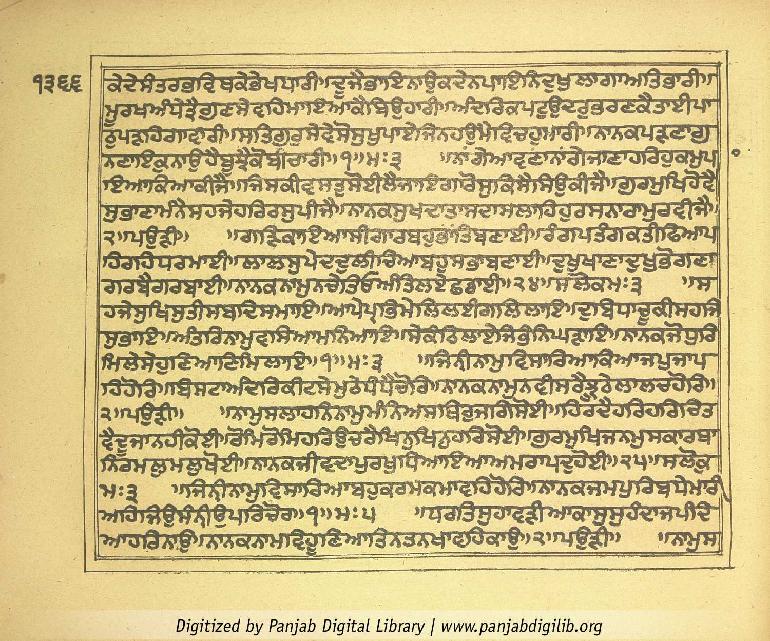 ੧੩੬੬
ਕੇਦੇਸੰਤਰਭਵਿਥਕੇਭੇਖਧਾਰੀ॥ਦੂਜੈਭਾਇਨਾਉਕਦੇਨਪਾਇਨਿਦੁਖੁਲਾਗਾਅਤਿਭਾਰੀ॥
ਮੂਰਖਅੰਧੇਤ੍ਰੈਗੁਣਸੇਵਹਿਮਾਇਆਕੈਬਿਉਹਾਰੀ॥ਅੰਦਰਿਕਪਟੁਉਦਰੁਭਰਣਕੈਤਾਈਪਾ
ਠਪੜਹਿਗਾਵਾਰੀ॥ਸਤਿਗੁਰੁਸੇਵੇਸੋਸੁਖੁਪਾਏਜਿਨਹਉਮੈਵਿਚਹੁਮਾਰੀ॥ਨਾਨਕਪੜਣਾਗੁ
ਨਣਾਇਕੁਨਾਉਹੈਬੂਝੈਕੋਬੀਚਾਰੀ॥੧॥ਮਃ੩ ॥ਨਾਂਗੇਆਵਣਾਨਾਂਗੇਜਾਣਾਹਰਿਹੁਕਮੁਪ
ਇਆਕਿਆਕੀਜੈ॥ਜਿਸਕੀਵਸਤੁਸੋਈਲੈਜਾਇਗਾਰੋਸੁਕਿਸੈਸਿਉਕੀਜੈ॥ਗੁਰਮੁਖਿਹੋਵੈ
ਸੁਭਾਣਾਮੰਨੇਸਹਜੇਹਰਿਰਸੁਪੀਜੈ॥ਨਾਨਕਸੁਖਦਾਤਾਸਦਾਸਲਾਹਿਹੁਰਸਨਾਰਾਮੁਰਵੀਜੈ॥
੨॥ਪਉੜੀ॥ ॥ਗੜਿਕਾਇਆਸੀਗਾਰਬਹੁਭਾਂਤਿਬਣਾਈ॥ਰੰਗਪਰੰਗਕਤੀਫਿਆਪ
ਹਿਰਹਿਧਰਮਾਈ॥ਲਾਲਸੁਪੇਦਦੁਲੀਚਿਆਬਹੁਸਭਾਬਣਾਈ॥ਦੁਖੁਖਾਣਾਦੁਖੁਭੋਗਣਾ
ਗਰਬੈਗਰਬਾਈ॥ਨਾਨਕਨਾਮੁਨਚੇਤਿਓਅੰਤਿਲਏਛਡਾਈ॥੨੪॥ਸਲੋਕਮਃ੩ ॥ਸ
ਹਜੇਸੁਖਿਸੁਤੀਸਬਦਿਸਮਾਇ॥ਆਪੇਪ੍ਰਭਿਮੇਲਿਲਈਗਲਿਲਾਇ॥ਦੁਬਿਧਾਚੂਕੀਸਹਜਿ
ਸੁਭਾਇ॥ਅੰਤਰਿਨਾਮੁਵਸਿਆਮਨਿਆਇ॥ਸੇਕੰਠਿਲਾਏਜਿਭੰਨਿਘੜਾਇ॥ਨਾਨਕਜੋਧੁਰਿ
ਮਿਲੇਸੇਹੁਣਿਆਣਿਮਿਲਾਇ॥੧॥ਮਃ੩ ॥ਜਿਨੀਨਾਮੁਵਿਸਾਰਿਆਕਿਆਜਪੁਜਾਪ
ਹਿਹੋਰਿ॥ਬਿਸਟਾਅੰਦਰਿਕੀਟਸੇਮੁਠੇਧੰਧੈਚੋਰਿ॥ਨਾਨਕਨਾਮੁਨਵੀਸਰੈਝੂਠੇਲਾਲਚਹੋਰਿ॥
੨॥ਪਉੜੀ॥ ॥ਨਾਮੁਸਲਾਹਨਿਨਾਮੁਮੰਨਿਅਸਥਿਰੁਜਗਿਸੋਈ॥ਹਿਰਦੈਹਰਿਹਰਿਚਿਤ
ਵੈਦੂਜਾਨਹੀਕੋਈ॥ਰੋਮਿਰੋਮਿਹਰਿਉਚਰੈਖਿਨੁਖਿਨੁਹਰਿਸੋਈ॥ਗੁਰਮੁਖਿਜਨਮੁਸਕਾਰਥਾ
ਨਿਰਮਲੁਮਲੁਖੋਈ॥ਨਾਨਕਜੀਵਦਾਪੁਰਖੁਧਿਆਇਆਅਮਰਾਪਦੁਹੋਈ॥੨੫॥ਸਲੋਕੁ
ਮਃ੩ ॥ਜਿਨੀਨਾਮੁਵਿਸਾਰਿਆਬਹੁਕਰਮਕਮਾਵਹਿਹੋਰਿ॥ਨਾਨਕਜਮਪੁਰਿਬਧੇਮਾਰੀ
ਅਹਿਜਿਉਸੰਨੀਉਪਰਿਚੋਰ॥੧॥ਮਃ੫ ॥ਧਰਤਿਸੁਹਾਵੜੀਆਕਾਸੁਸੁਹੰਦਾਜਪੰਦਿ
ਆਹਰਿਨਾਉ॥ਨਾਨਕਨਾਮਵਿਹੂਣਿਆਤਿਨਤਨਖਾਵਹਿਕਾਉ॥੨॥ਪਉੜੀ॥ ॥ਨਾਮੁਸ
Digitized by Panjab Digital Library | www.panjabdigilib.org